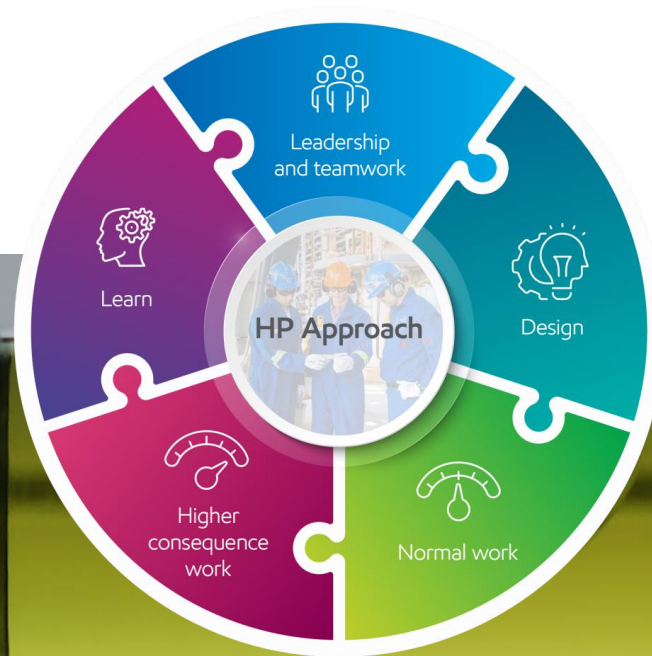 Leadership
and teamwork
Learn
HP Approach
Design
Higher
consequence
work
Normal work